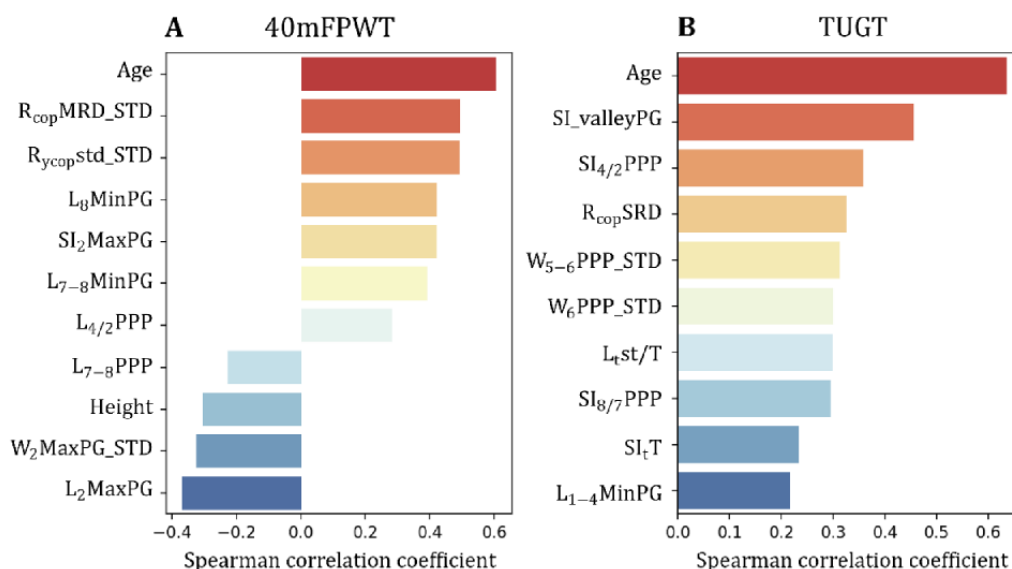 A 40mFPWT
Age
RcopMRD_STD
Rycopstd_STD
L8MinPG
SI2MaxPG
L7−8MinPG
L4/2PPP
L7−8PPP
Height
W2MaxPG_STD
L2MaxPG
−0.4 −0.2 0.0 0.2 0.4 0.6
Spearman correlation coefficient
B TUGT
Age
SI_valleyPG
SI4/2PPP
RcopSRD
W5−6PPP_STD
W6PPP_STD
Ltst/T
SI8/7PPP
SItT
L1−4MinPG
0.0 0.1 0.2 0.3 0.4 0.5 0.6
Spearman correlation coefficient